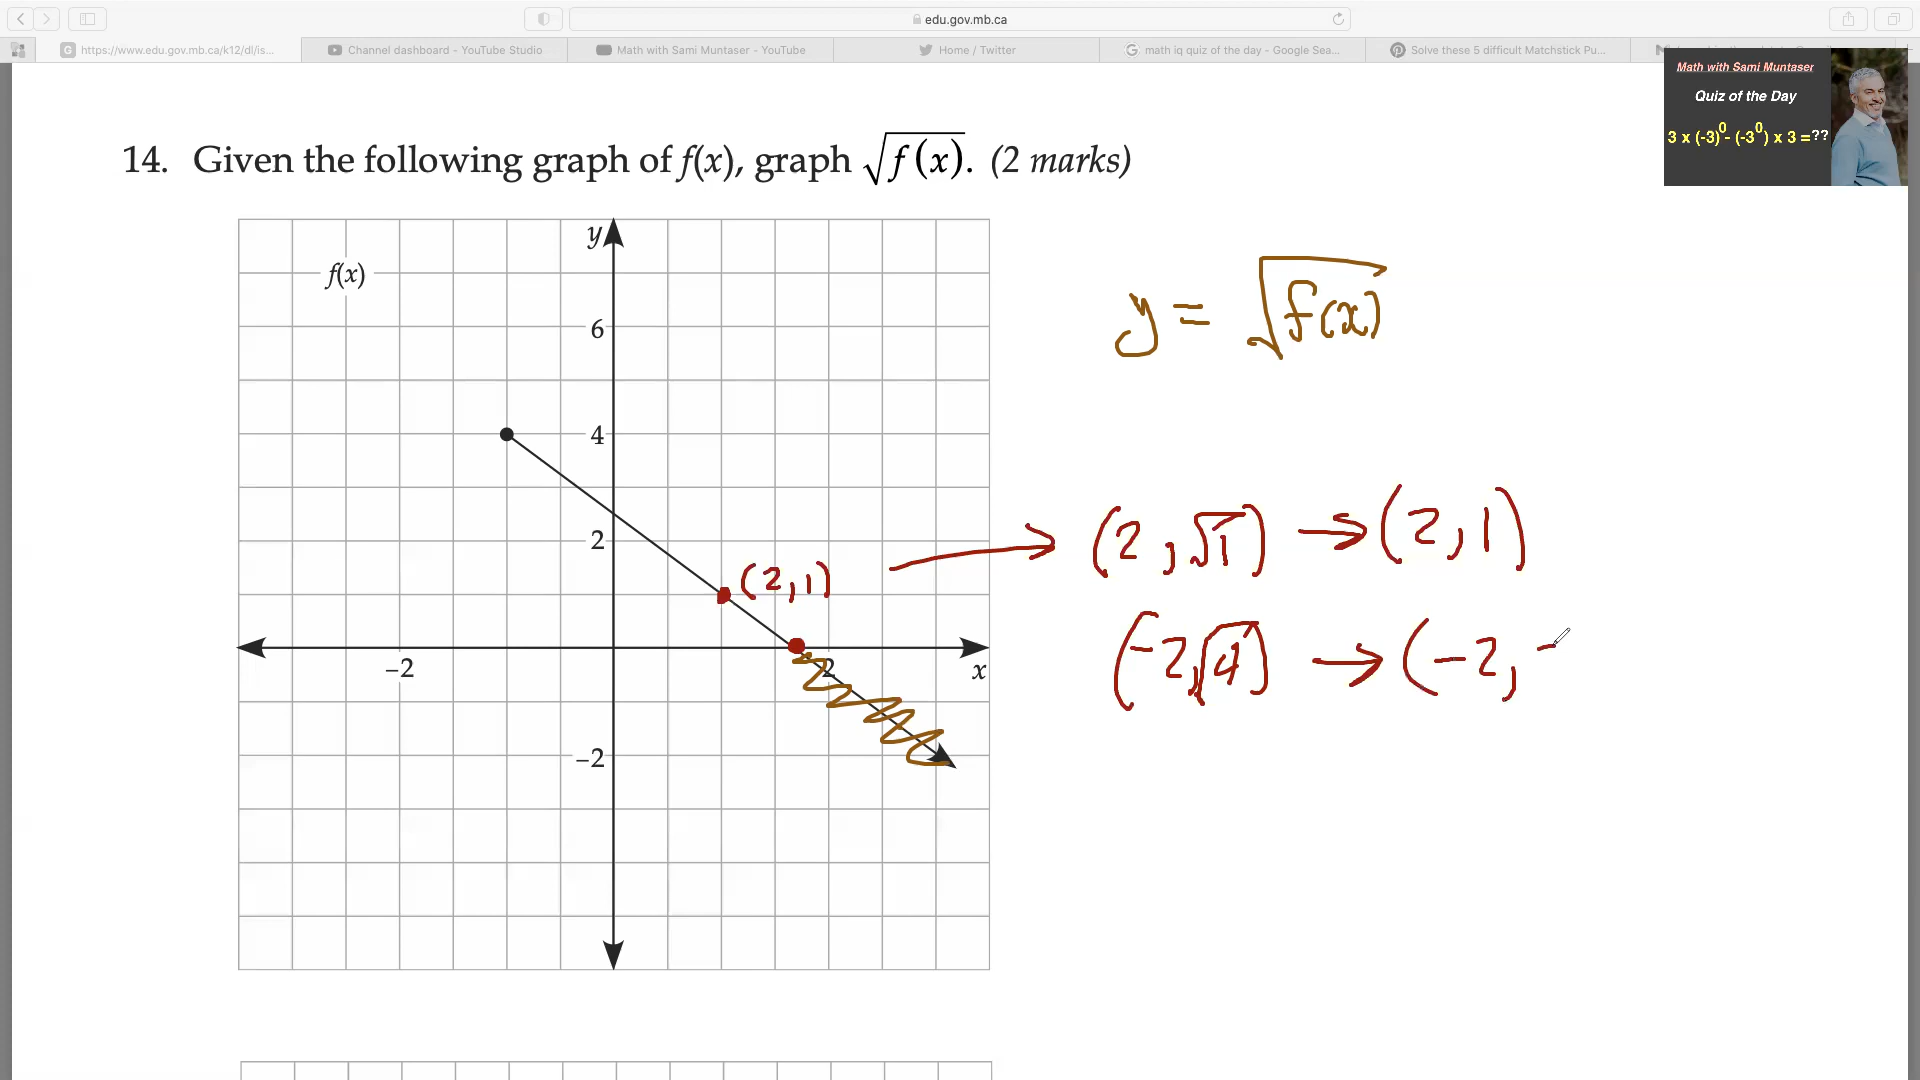 edu.gov.mb.ca
https://www.edu.gov.mb.ca/k12/dl/is...
Channel dashboard - YouTube Studio
Math with Sami Muntaser - YouTube
Home / Twitter
math iq quiz of the day - Google Sea...
Solve these 5 difficult Matchstick Pu...
Math with Sami Muntaser
Quiz of the Day
3 x (-3)⁰- (-3⁰) x 3 =??
14. Given the following graph of f(x), graph √f(x). (2 marks)
y
f(x)
6
4
2
-2
2
x
-2
(2,1)
y = √f(x)
(2,√1) → (2,1)
(-2,√4) → (-2, -